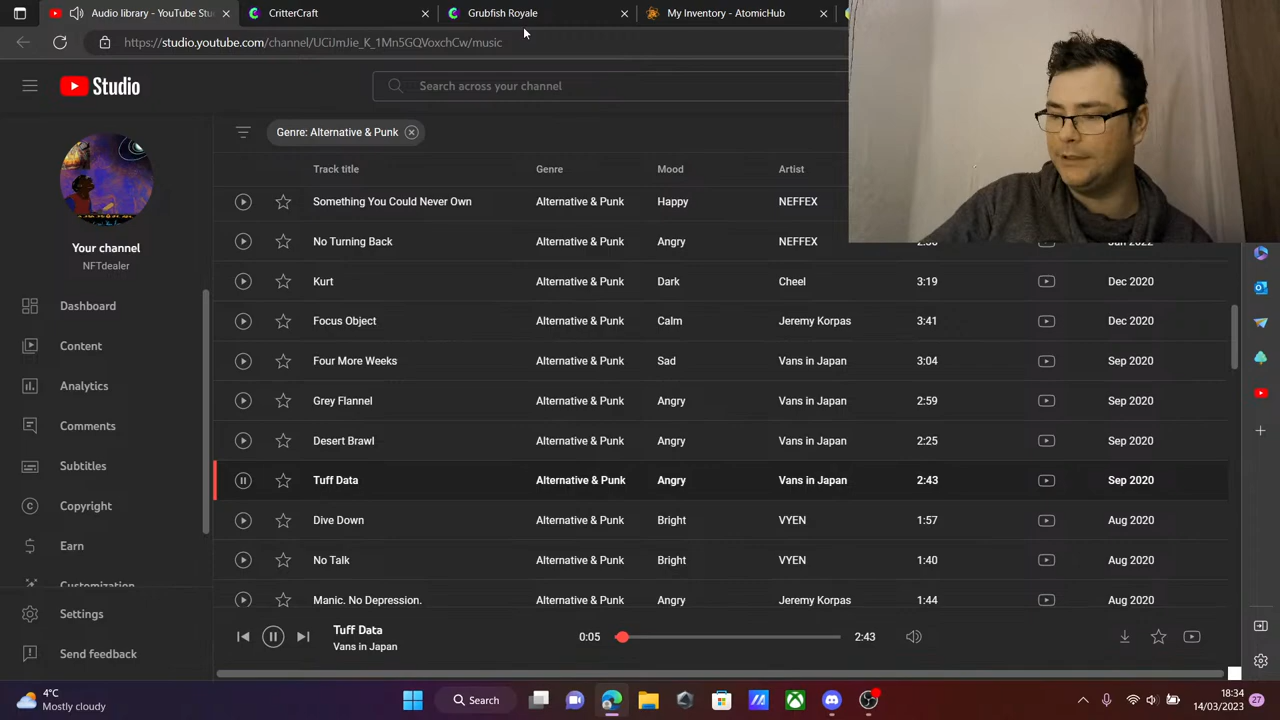 Audio library - YouTube Stu
CritterCraft
Grubfish Royale
My Inventory - AtomicHub
https://studio.youtube.com/channel/UCiJmJie_K_1Mn5GQVoxchCw/music
Studio
Search across your channel
Genre: Alternative & Punk
Track title Genre Mood Artist
Something You Could Never Own Alternative & Punk Happy NEFFEX
No Turning Back Alternative & Punk Angry NEFFEX 2:30 Jun 2022
Kurt Alternative & Punk Dark Cheel 3:19 Dec 2020
Focus Object Alternative & Punk Calm Jeremy Korpas 3:41 Dec 2020
Four More Weeks Alternative & Punk Sad Vans in Japan 3:04 Sep 2020
Grey Flannel Alternative & Punk Angry Vans in Japan 2:59 Sep 2020
Desert Brawl Alternative & Punk Angry Vans in Japan 2:25 Sep 2020
Tuff Data Alternative & Punk Angry Vans in Japan 2:43 Sep 2020
Dive Down Alternative & Punk Bright VYEN 1:57 Aug 2020
No Talk Alternative & Punk Bright VYEN 1:40 Aug 2020
Manic. No Depression. Alternative & Punk Angry Jeremy Korpas 1:44 Aug 2020
Your channel
NFTdealer
Dashboard
Content
Analytics
Comments
Subtitles
Copyright
Earn
Customization
Settings
Send feedback
Tuff Data
Vans in Japan
0:05
2:43
4°C
Mostly cloudy
Search
18:34
14/03/2023
27